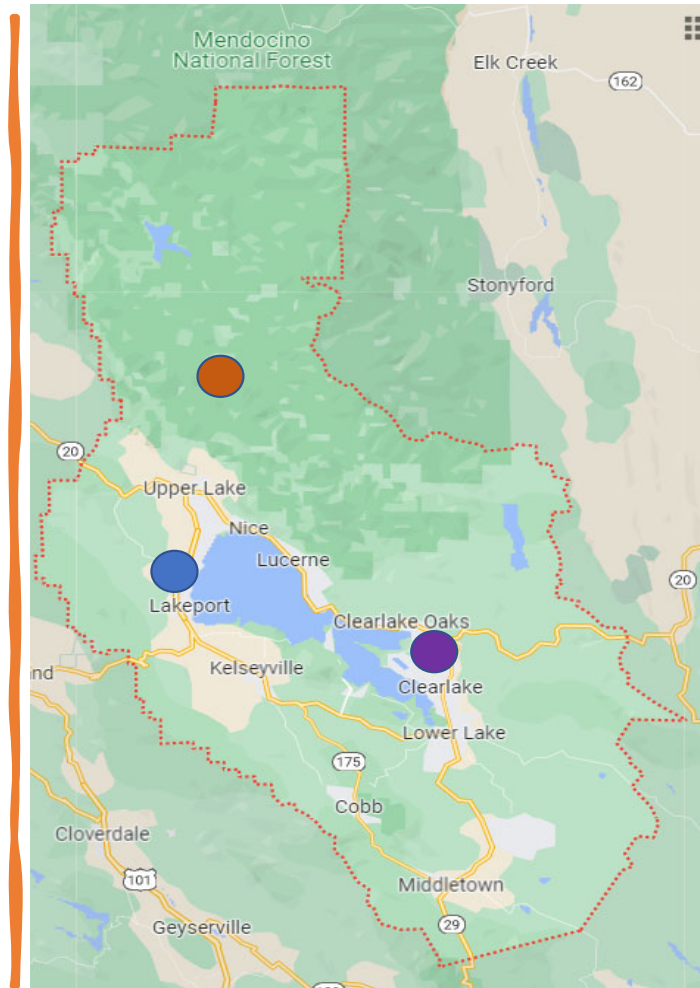 Mendocino
National Forest
Elk Creek
162
Stonyford
20
Upper Lake
Nice
Lucerne
Lakeport
20
Clearlake Oaks
Kelseyville
nd
Clearlake
Lower Lake
175
Cobb
Cloverdale
101
Middletown
Geyserville
29